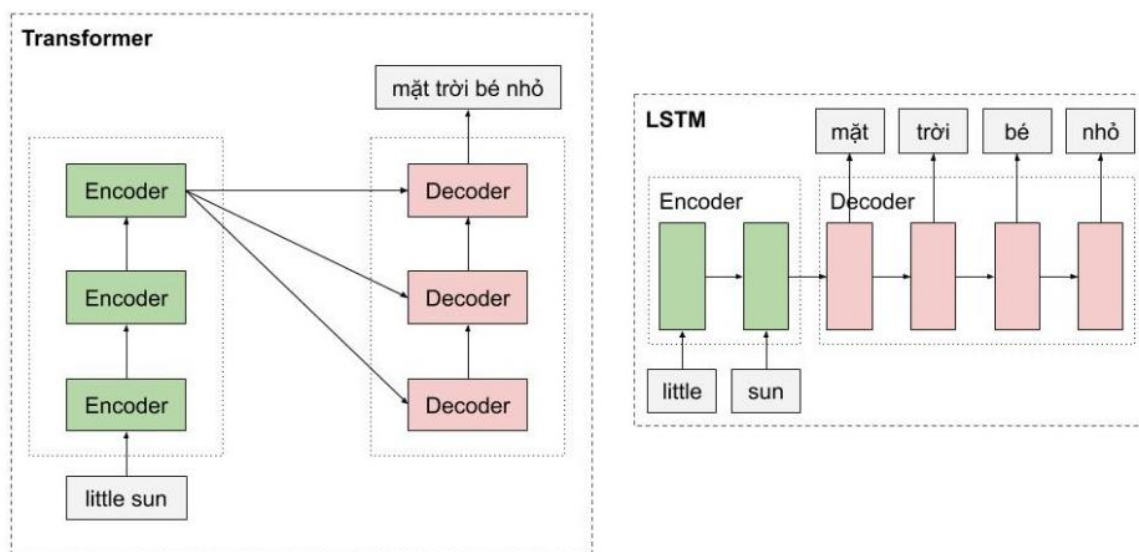 Transformer
mặt trời bé nhỏ
Encoder
Decoder
Encoder
Decoder
Encoder
Decoder
little sun
LSTM
mặt
trời
bé
nhỏ
Encoder
Decoder
little
sun